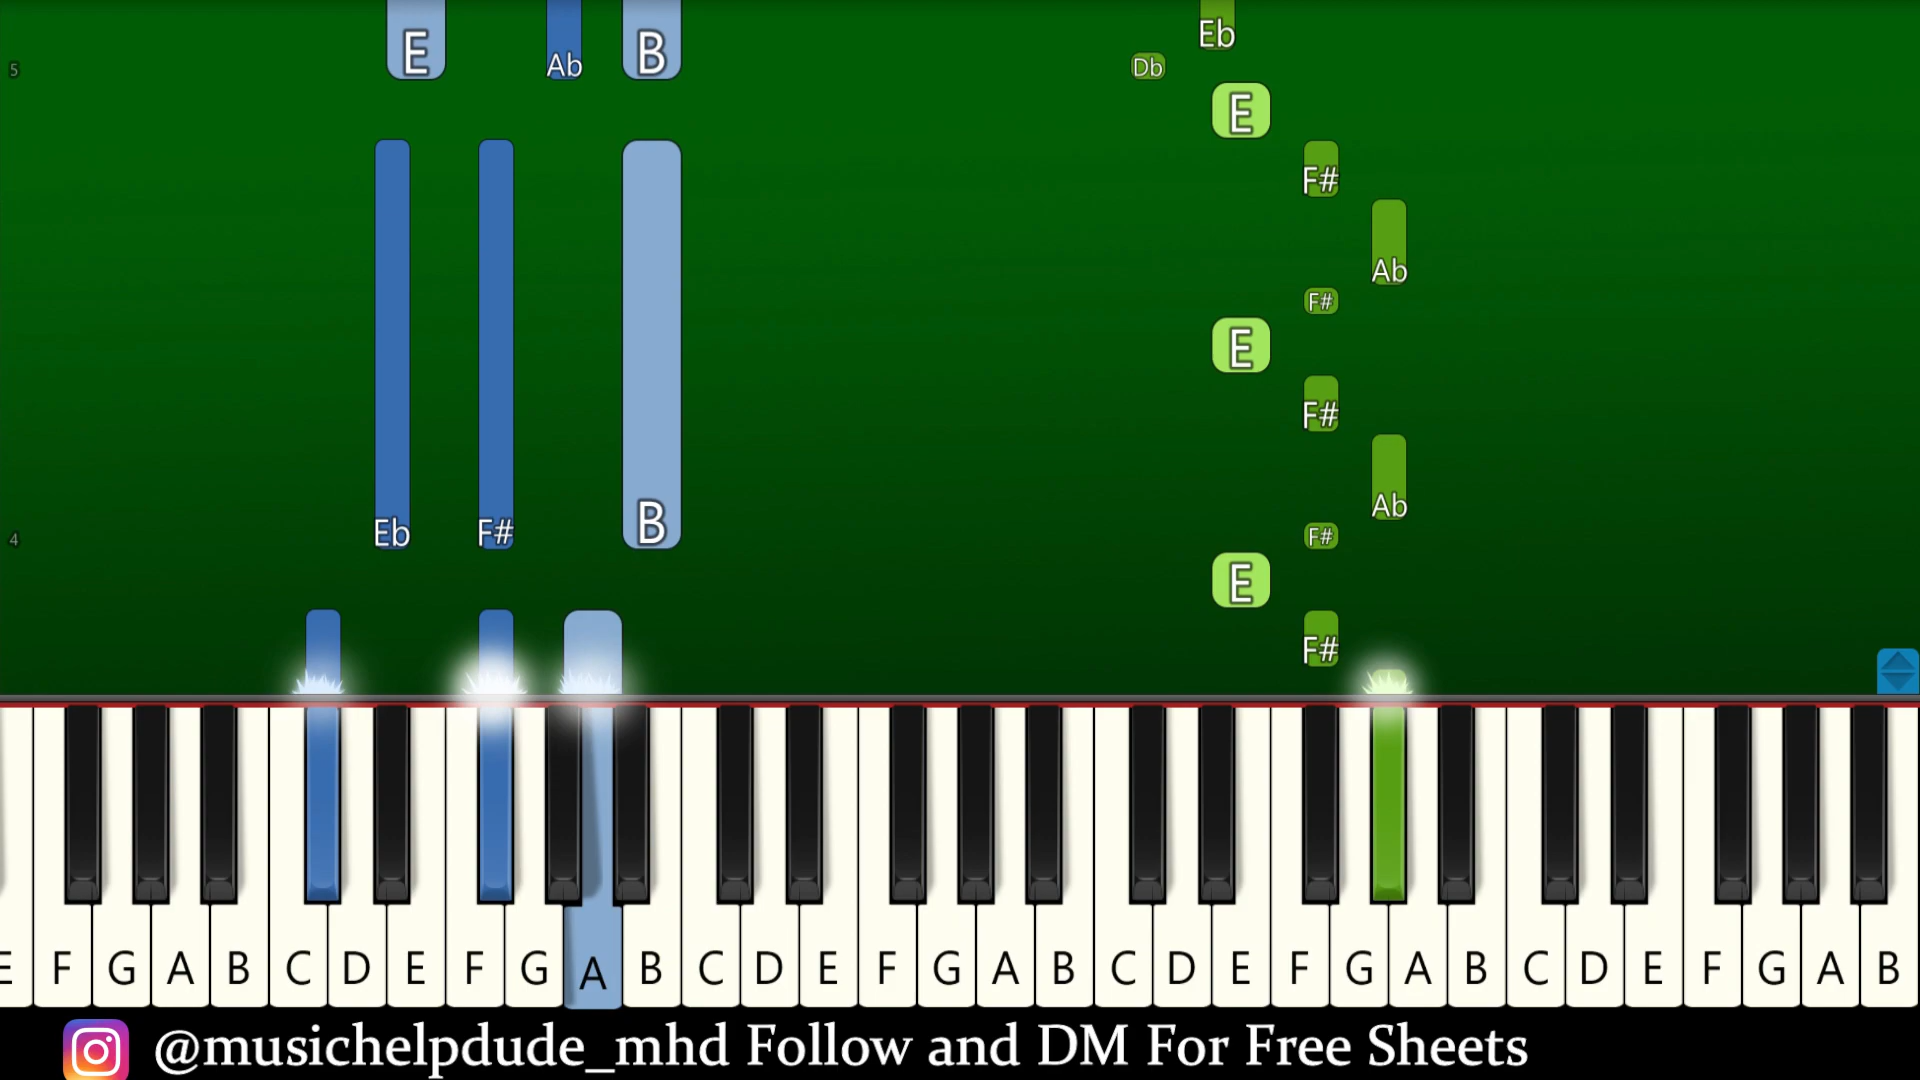 E Ab B Eb
5 Db
E
F#
Ab
F#
E
F#
Ab
Eb F# B F#
4
E
F#
E F G A B C D E F G A B C D E F G A B C D E F G A B C D E F G A B
@musichelpdude_mhd Follow and DM For Free Sheets